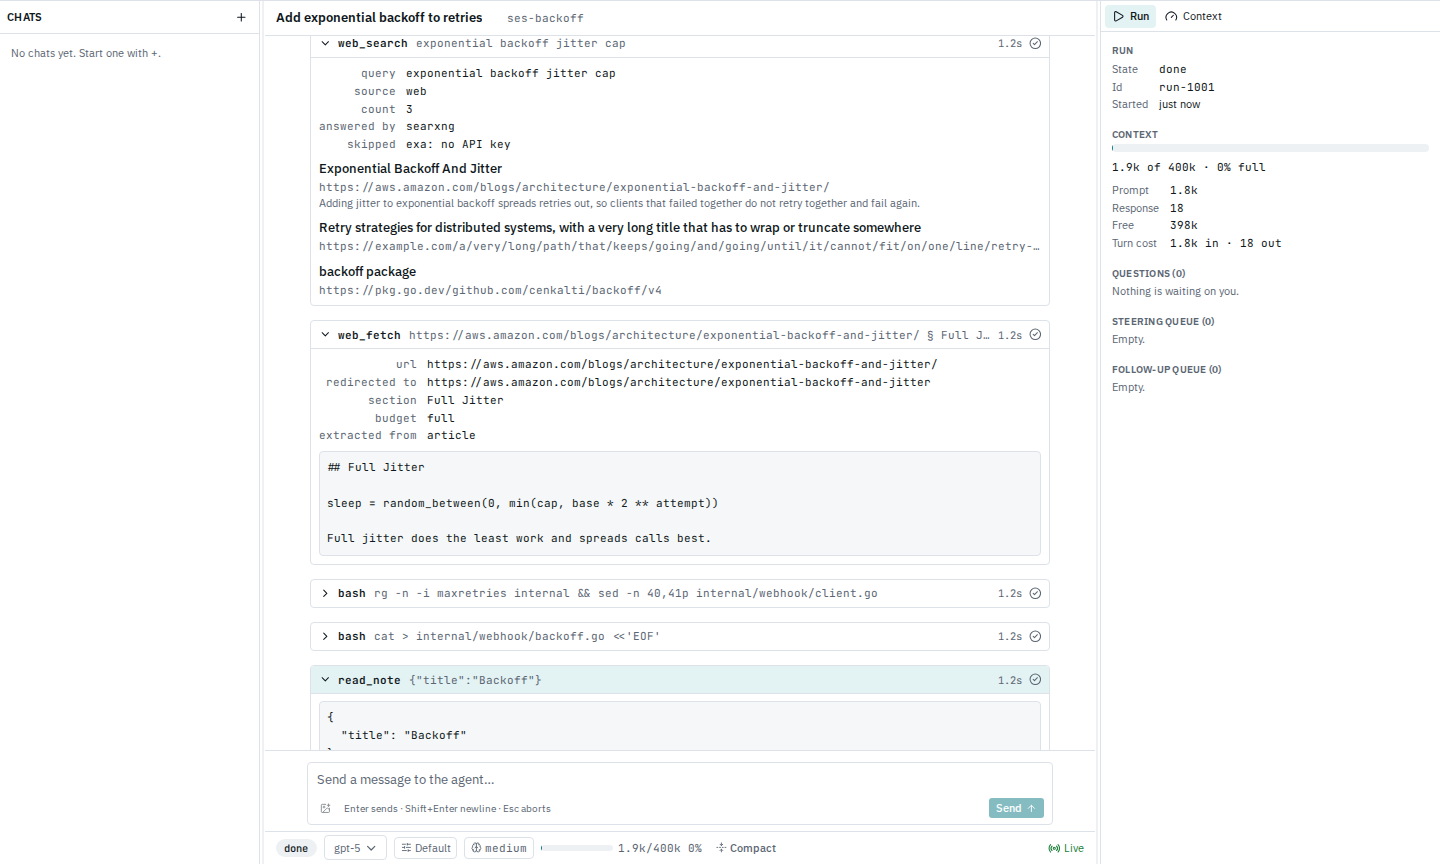 CHATS
No chats yet. Start one with +.
Add exponential backoff to retries ses-backoff
web_search exponential backoff jitter cap 1.2s
query exponential backoff jitter cap
source web
count 3
answered by searxng
skipped exa: no API key
Exponential Backoff And Jitter
https://aws.amazon.com/blogs/architecture/exponential-backoff-and-jitter/
Adding jitter to exponential backoff spreads retries out, so clients that failed together do not retry together and fail again.
Retry strategies for distributed systems, with a very long title that has to wrap or truncate somewhere
https://example.com/a/very/long/path/that/keeps/going/and/going/until/it/cannot/fit/on/one/line/retry-…
backoff package
https://pkg.go.dev/github.com/cenkalti/backoff/v4
web_fetch https://aws.amazon.com/blogs/architecture/exponential-backoff-and-jitter/ § Full J… 1.2s
url https://aws.amazon.com/blogs/architecture/exponential-backoff-and-jitter/
redirected to https://aws.amazon.com/blogs/architecture/exponential-backoff-and-jitter
section Full Jitter
budget full
extracted from article
## Full Jitter
sleep = random_between(0, min(cap, base * 2 ** attempt))
Full jitter does the least work and spreads calls best.
bash rg -n -i maxretries internal && sed -n 40,41p internal/webhook/client.go 1.2s
bash cat > internal/webhook/backoff.go <<'EOF' 1.2s
read_note {"title":"Backoff"} 1.2s
{
"title": "Backoff"
Send a message to the agent…
Enter sends · Shift+Enter newline · Esc aborts
Send
done gpt-5 Default medium 1.9k/400k 0% Compact Live
Run Context
RUN
State done
Id run-1001
Started just now
CONTEXT
1.9k of 400k · 0% full
Prompt 1.8k
Response 18
Free 398k
Turn cost 1.8k in · 18 out
QUESTIONS (0)
Nothing is waiting on you.
STEERING QUEUE (0)
Empty.
FOLLOW-UP QUEUE (0)
Empty.